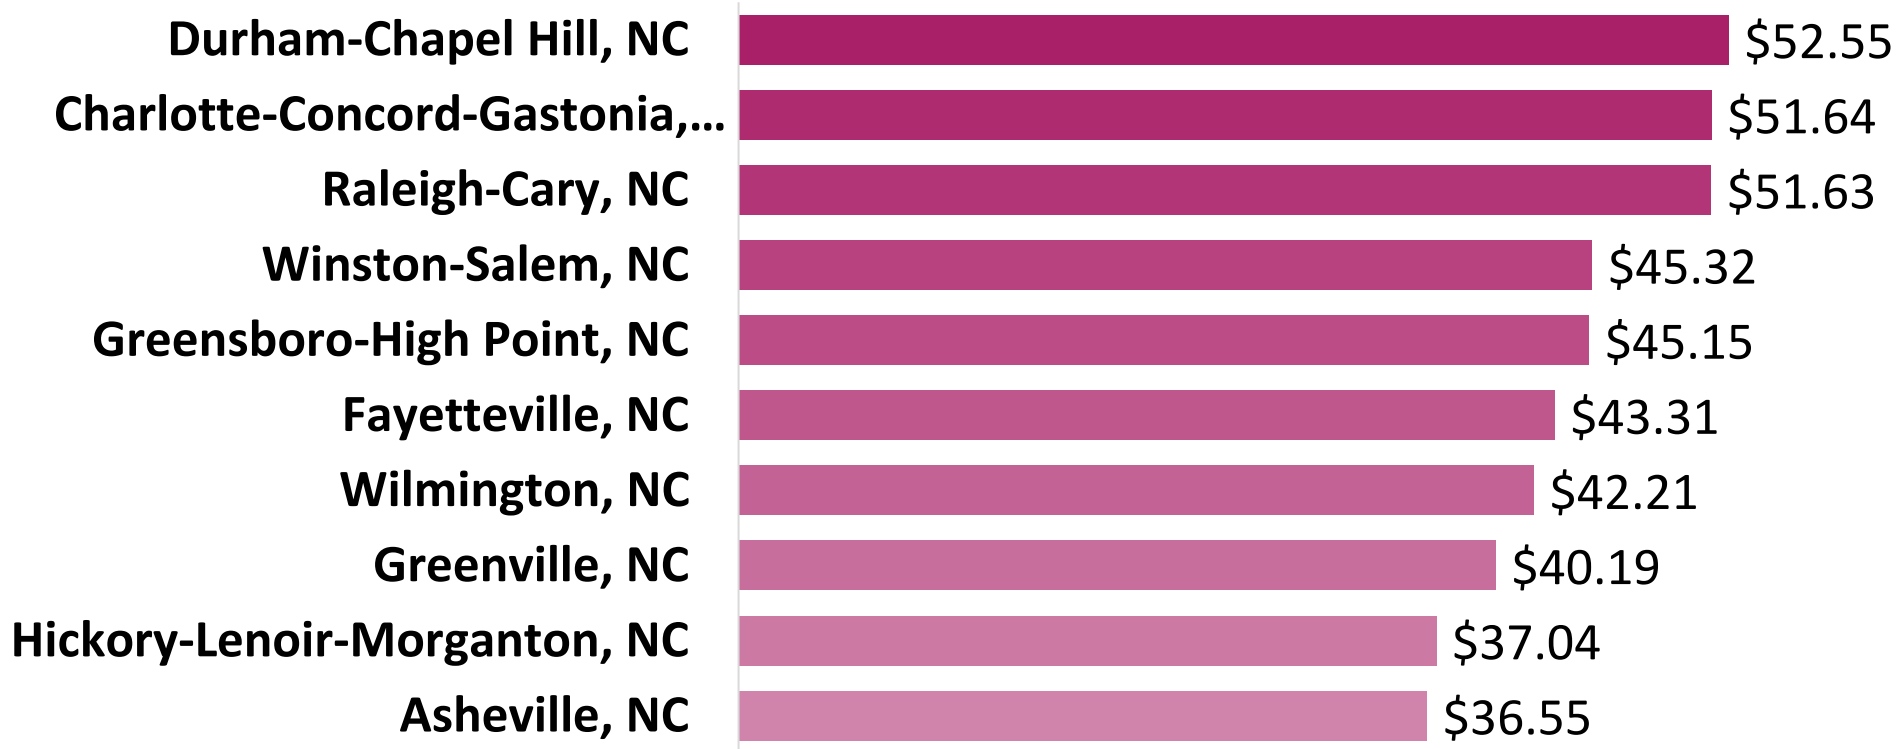 Durham-Chapel Hill, NC $52.55
Charlotte-Concord-Gastonia,... $51.64
Raleigh-Cary, NC $51.63
Winston-Salem, NC $45.32
Greensboro-High Point, NC $45.15
Fayetteville, NC $43.31
Wilmington, NC $42.21
Greenville, NC $40.19
Hickory-Lenoir-Morganton, NC $37.04
Asheville, NC $36.55